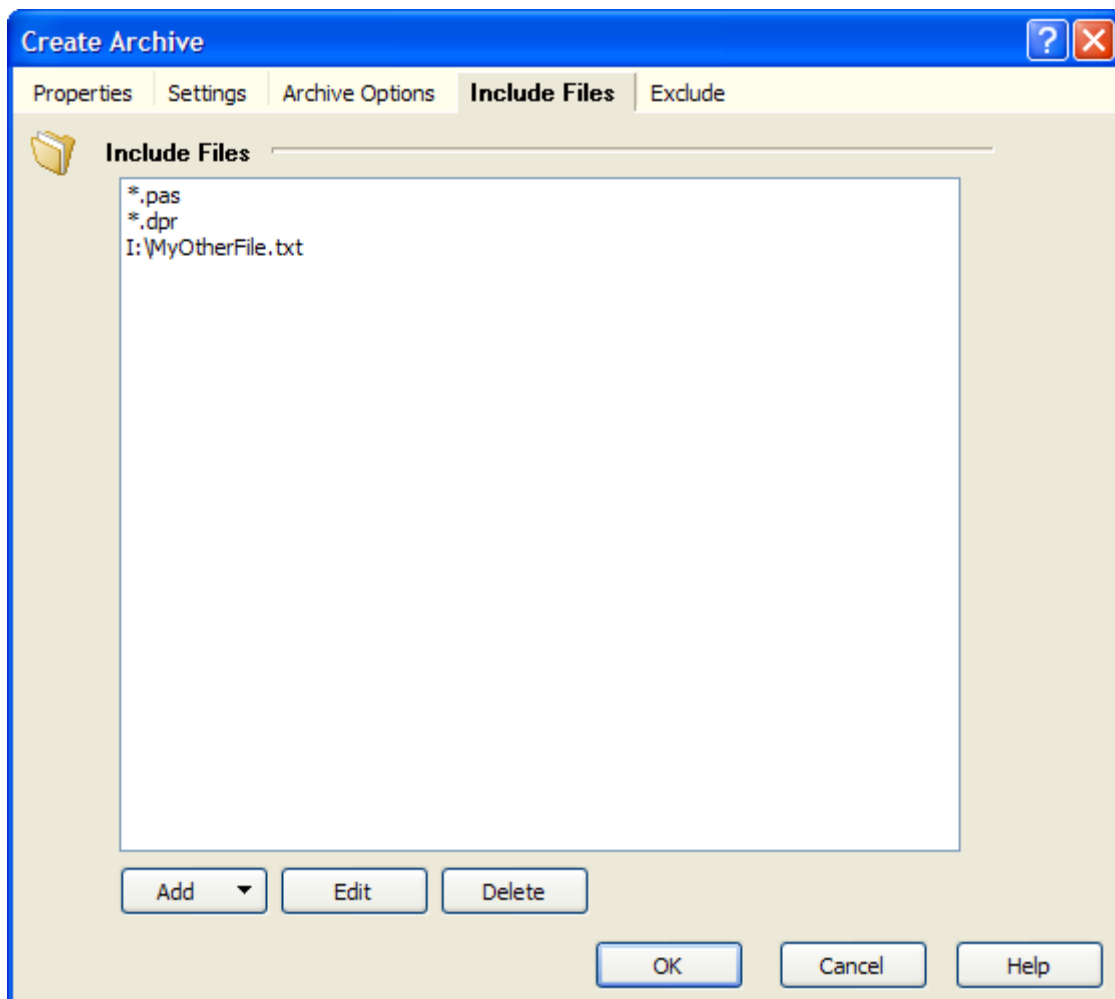 Create Archive
Properties Settings Archive Options Include Files Exclude
Include Files
*.pas
*.dpr
I:\MyOtherFile.txt
Add Edit Delete
OK Cancel Help